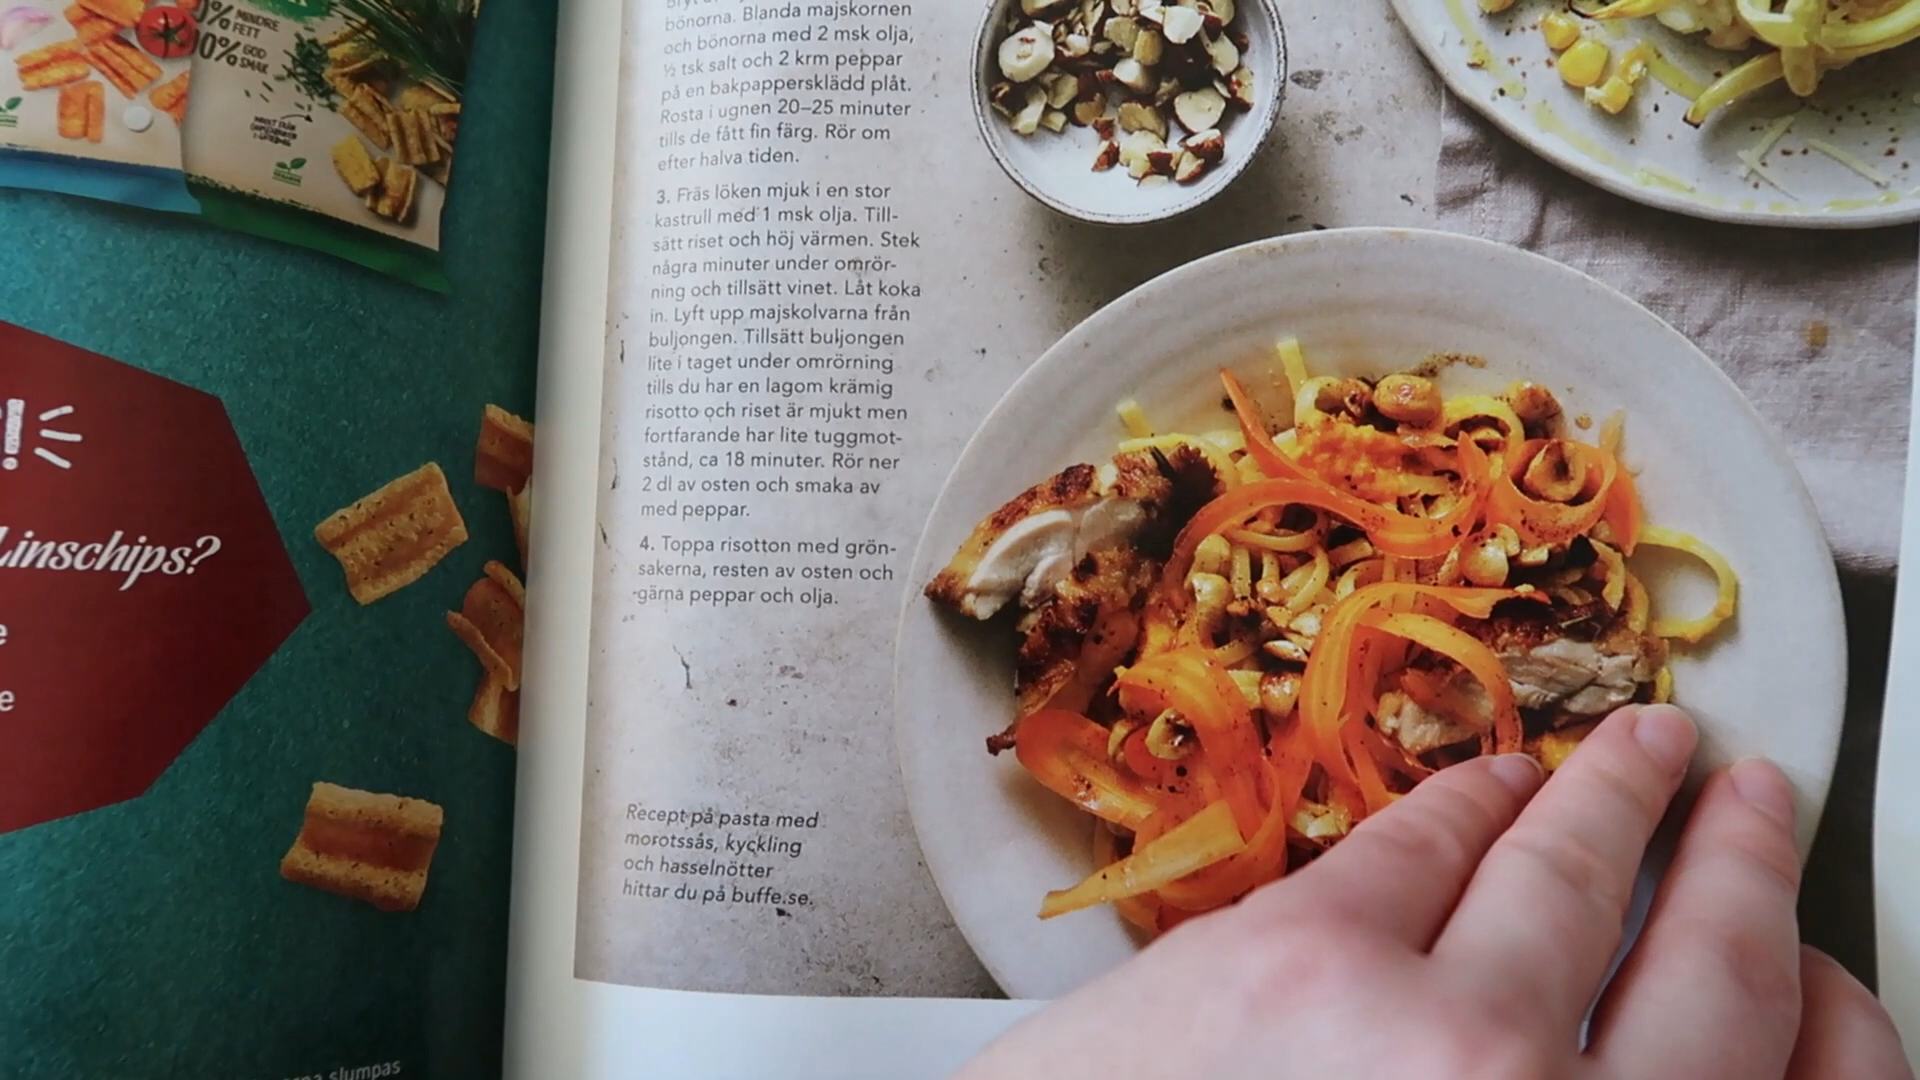 % MINDRE
FETT
0% GOD
SMAK
Linschips?
e
e
slumpas
bönorna. Blanda majskornen
och bönorna med 2 msk olja,
½ tsk salt och 2 krm peppar
på en bakpappersklädd plåt.
Rosta i ugnen 20–25 minuter
tills de fått fin färg. Rör om
efter halva tiden.
3. Fräs löken mjuk i en stor
kastrull med 1 msk olja. Till-
sätt riset och höj värmen. Stek
några minuter under omrör-
ning och tillsätt vinet. Låt koka
in. Lyft upp majskolvarna från
buljongen. Tillsätt buljongen
lite i taget under omrörning
tills du har en lagom krämig
risotto och riset är mjukt men
fortfarande har lite tuggmot-
stånd, ca 18 minuter. Rör ner
2 dl av osten och smaka av
med peppar.
4. Toppa risotton med grön-
sakerna, resten av osten och
gärna peppar och olja.
Recept på pasta med
morotssås, kyckling
och hasselnötter
hittar du på buffe.se.